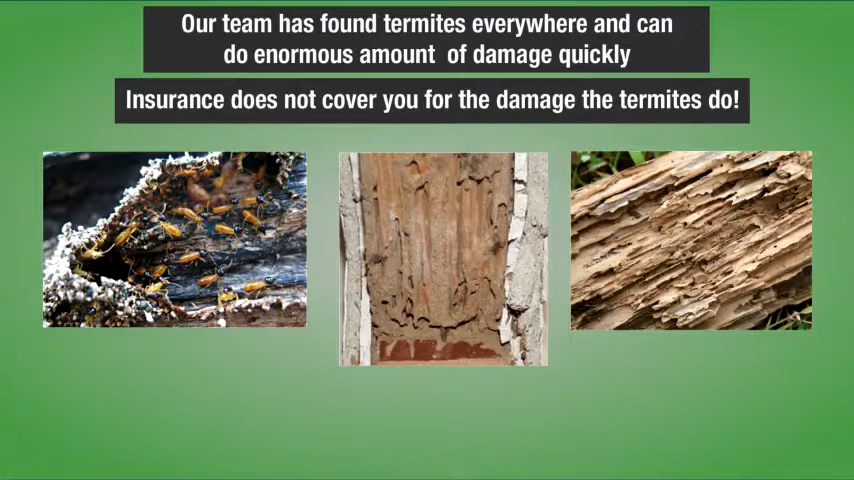 Our team has found termites everywhere and can
do enormous amount of damage quickly
Insurance does not cover you for the damage the termites do!